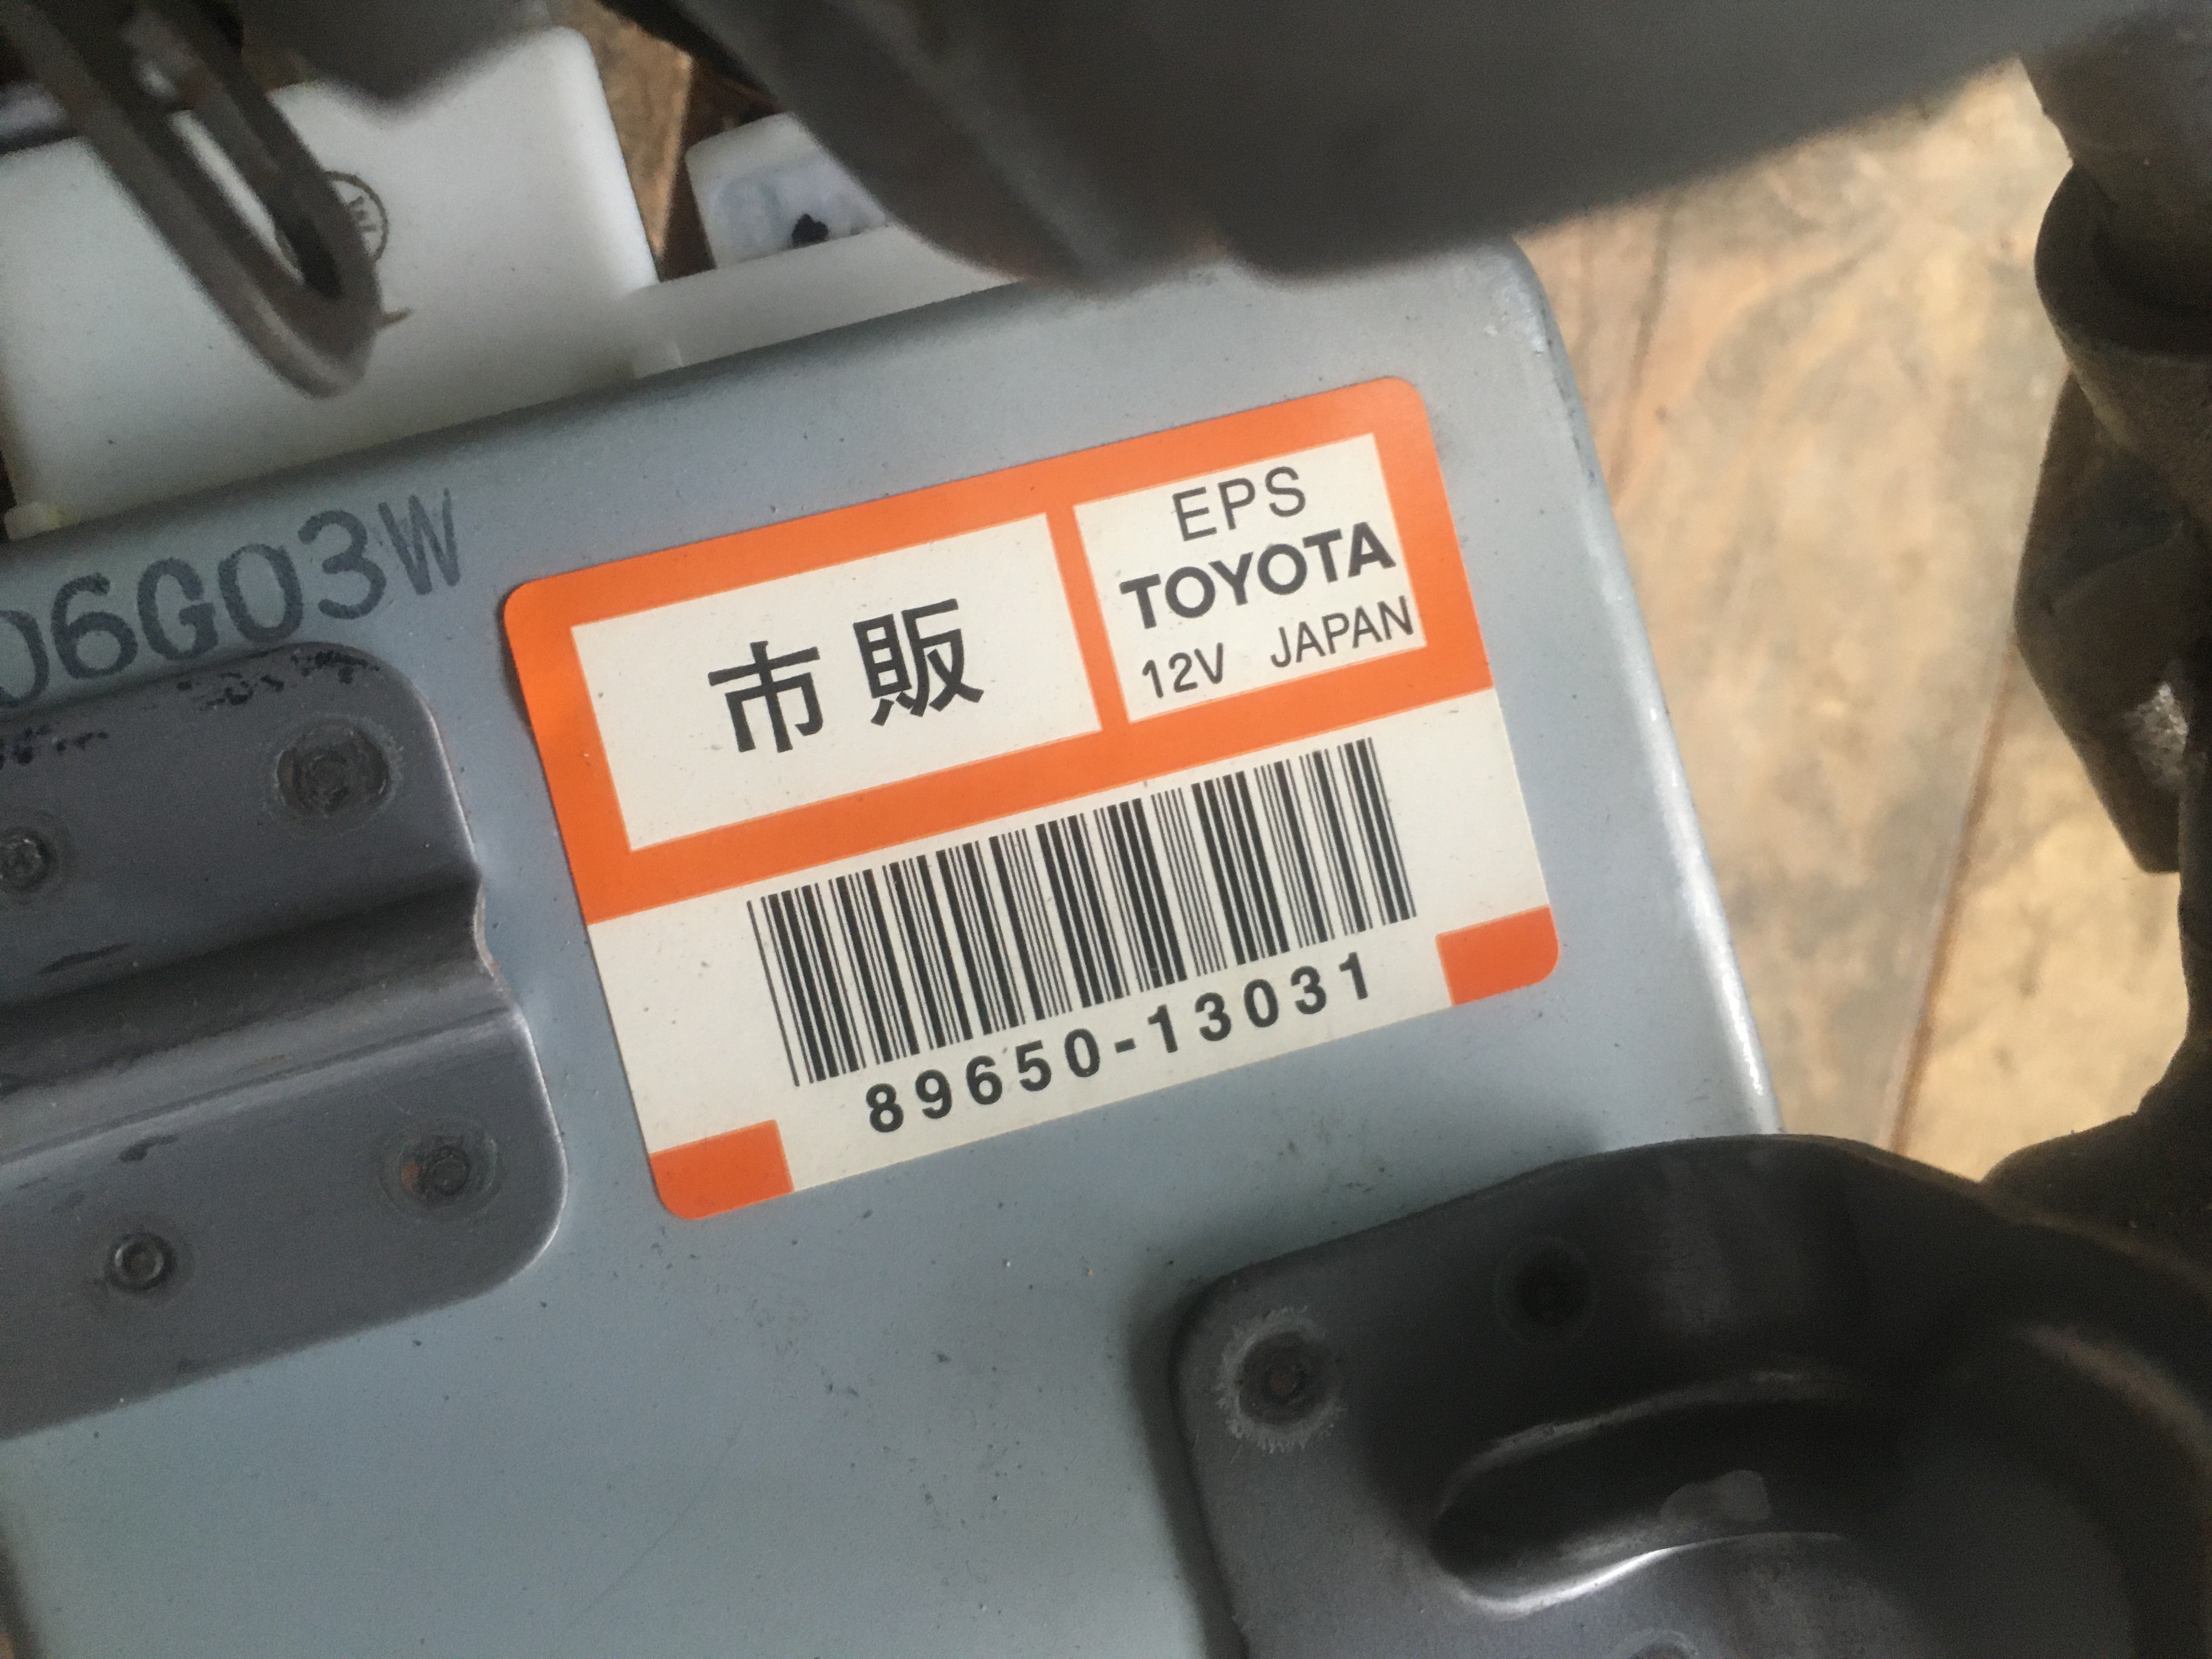 06G03W
市販
EPS
TOYOTA
12V JAPAN
89650-13031